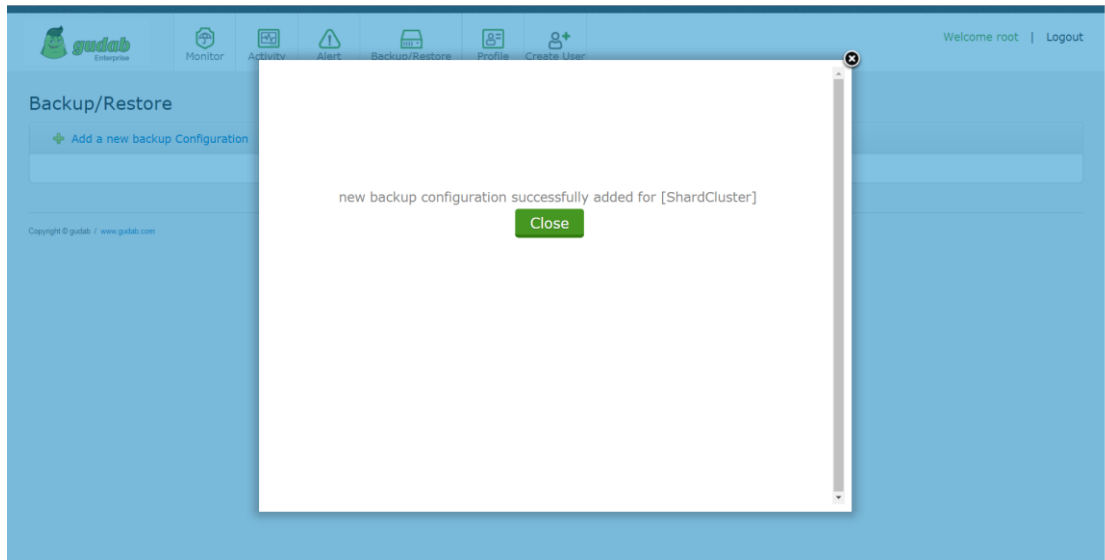 gudab
Enterprise
Monitor
Activity
Alert
Backup/Restore
Profile
Create User
Welcome root | Logout
Backup/Restore
Add a new backup Configuration
new backup configuration successfully added for [ShardCluster]
Close
Copyright © gudab / www.gudab.com